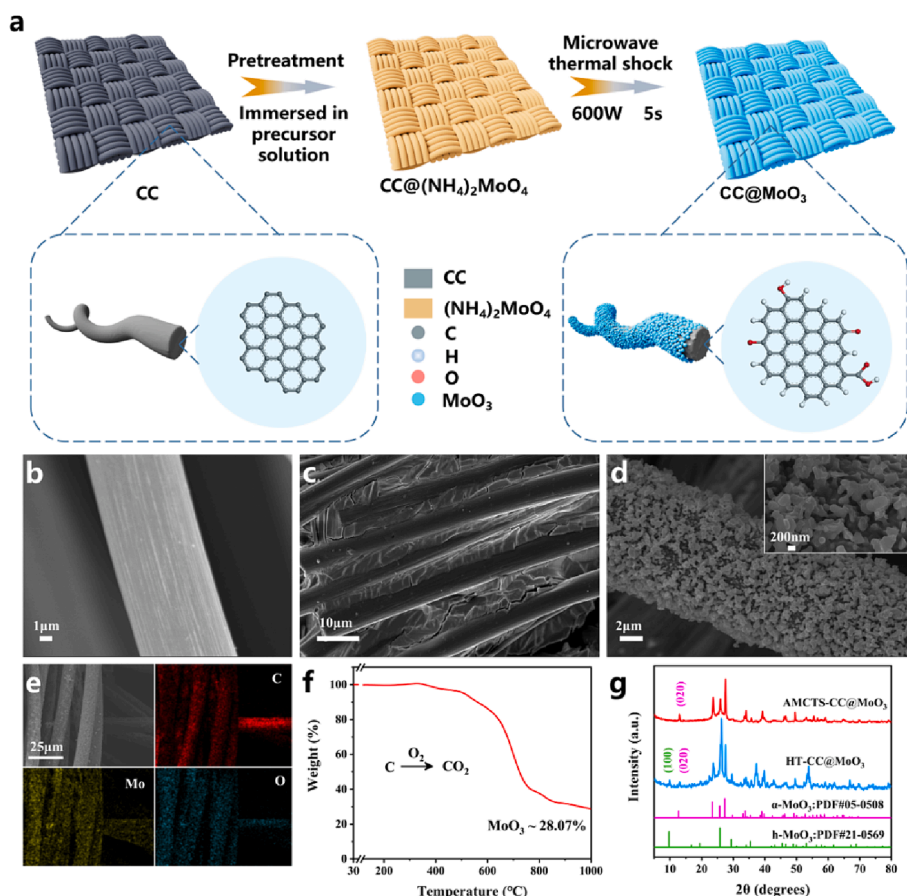 a
Pretreatment
Immersed in
precursor
solution
Microwave
thermal shock
600W 5s
CC
CC@(NH₄)₂MoO₄
CC@MoO₃
CC
(NH₄)₂MoO₄
C
H
O
MoO₃
b
1μm
c
10μm
d
200nm
2μm
e
25μm
C
Mo
O
f
Weight (%)
100
80
60
40
20
0
C O₂ → CO₂
MoO₃ ~ 28.07%
30 200 400 600 800 1000
Temperature (°C)
g
Intensity (a.u.)
(020)
AMCTS-CC@MoO₃
(100)
(020)
HT-CC@MoO₃
α-MoO₃:PDF#05-0508
h-MoO₃:PDF#21-0569
10 20 30 40 50 60 70 80
2θ (degrees)